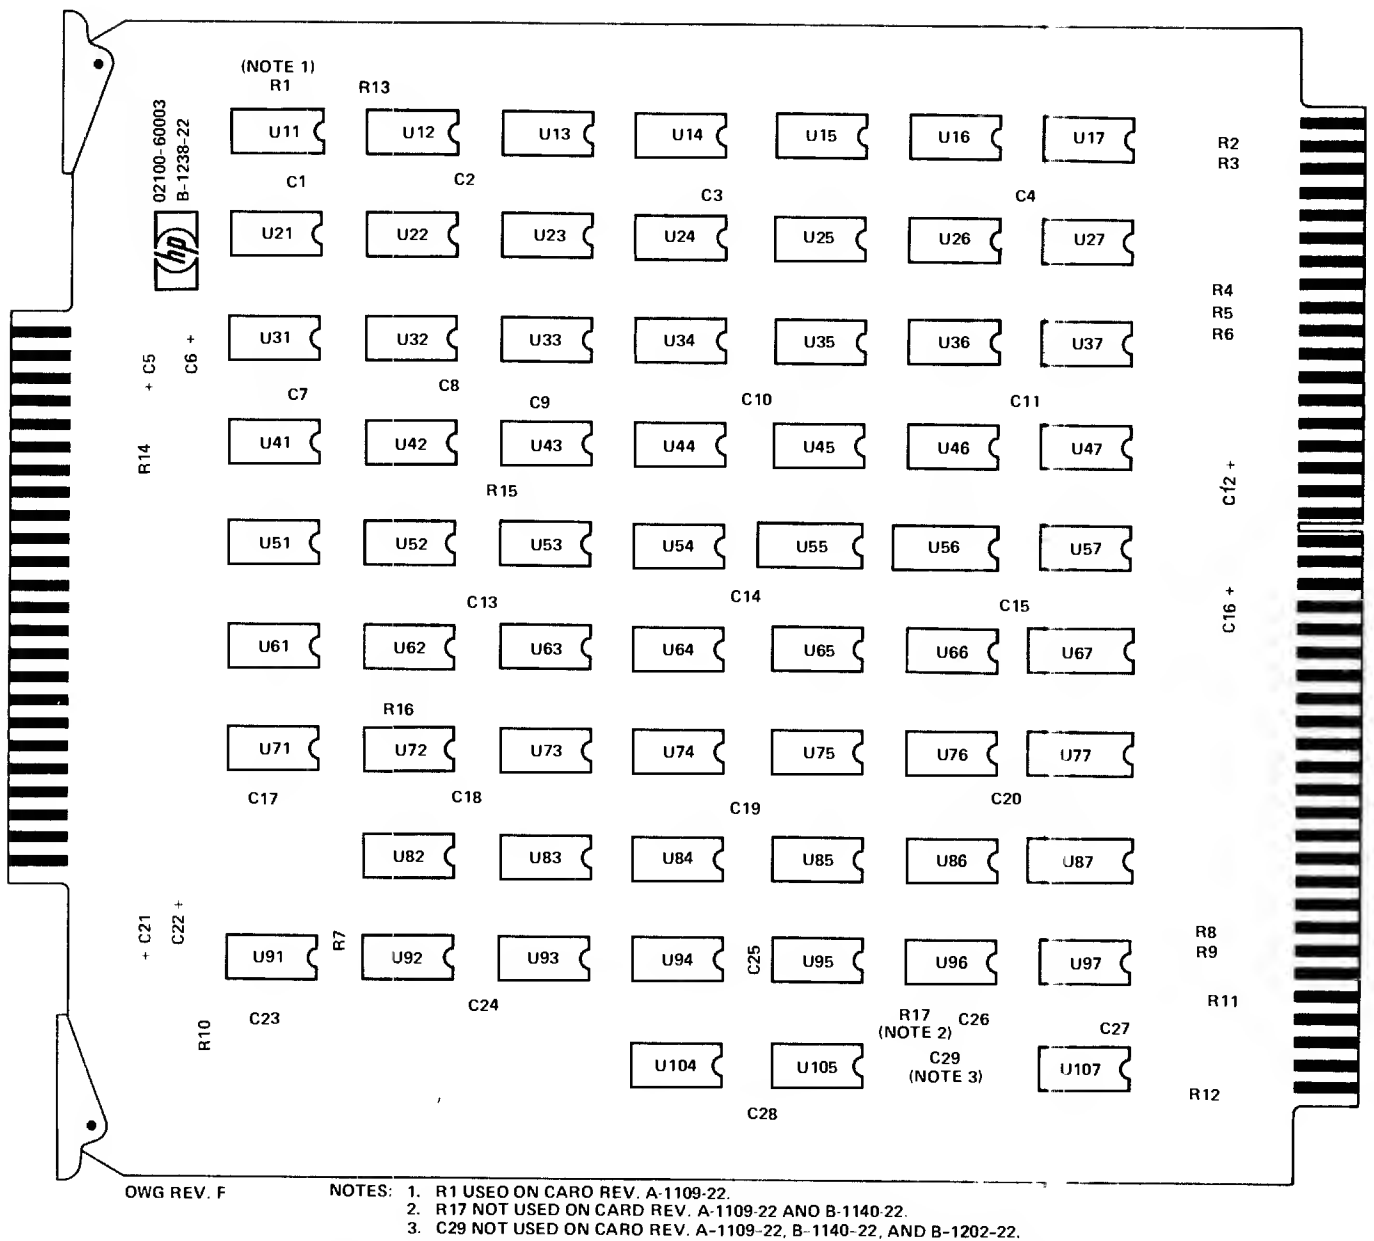 (NOTE 1)
R1 R13
U11 U12 U13 U14 U15 U16 U17
R2
R3
02100-60003
B-1238-22
C1 C2 C3 C4
hp
U21 U22 U23 U24 U25 U26 U27
R4
R5
R6
U31 U32 U33 U34 U35 U36 U37
+ C5 C6 +
C7 C8 C9 C10 C11
R14
U41 U42 U43 U44 U45 U46 U47
C12 +
R15
U51 U52 U53 U54 U55 U56 U57
C13 C14 C15
C16 +
U61 U62 U63 U64 U65 U66 U67
R16
U71 U72 U73 U74 U75 U76 U77
C17 C18 C19 C20
U82 U83 U84 U85 U86 U87
+ C21 C22 +
R7
C25
R8
R9
U91 U92 U93 U94 U95 U96 U97
R11
C23 C24
R10
R17 C26 C27
(NOTE 2)
C29
(NOTE 3)
U104 U105 U107
R12
C28
OWG REV. F
NOTES: 1. R1 USEO ON CARO REV. A-1109-22.
2. R17 NOT USED ON CARD REV. A-1109-22 ANO B-1140-22.
3. C29 NOT USED ON CARO REV. A-1109-22, B-1140-22, AND B-1202-22.